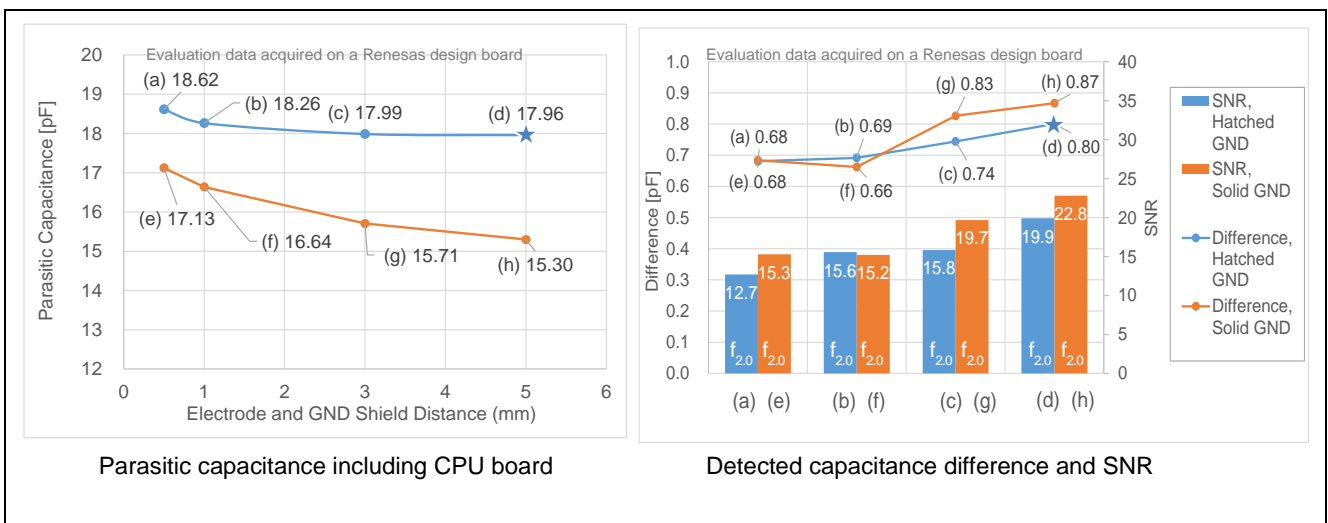 Evaluation data acquired on a Renesas design board
Parasitic Capacitance [pF]
20
19
18
17
16
15
14
13
12
(a) 18.62
(b) 18.26
(c) 17.99
(d) 17.96
(e) 17.13
(f) 16.64
(g) 15.71
(h) 15.30
0
1
2
3
4
5
6
Electrode and GND Shield Distance (mm)
Parasitic capacitance including CPU board
Evaluation data acquired on a Renesas design board
Difference [pF]
1.0
0.9
0.8
0.7
0.6
0.5
0.4
0.3
0.2
0.1
0.0
(a) 0.68
(e) 0.68
(b) 0.69
(f) 0.66
(g) 0.83
(c) 0.74
(h) 0.87
(d) 0.80
12.7
15.3
15.6
15.2
15.8
19.7
19.9
22.8
f2.0
f2.0
f2.0
f2.0
f2.0
f2.0
f2.0
f2.0
(a) (e)
(b) (f)
(c) (g)
(d) (h)
40
35
30
25
20
15
10
5
0
SNR
SNR,
Hatched
GND
SNR,
Solid GND
Difference,
Hatched
GND
Difference,
Solid GND
Detected capacitance difference and SNR